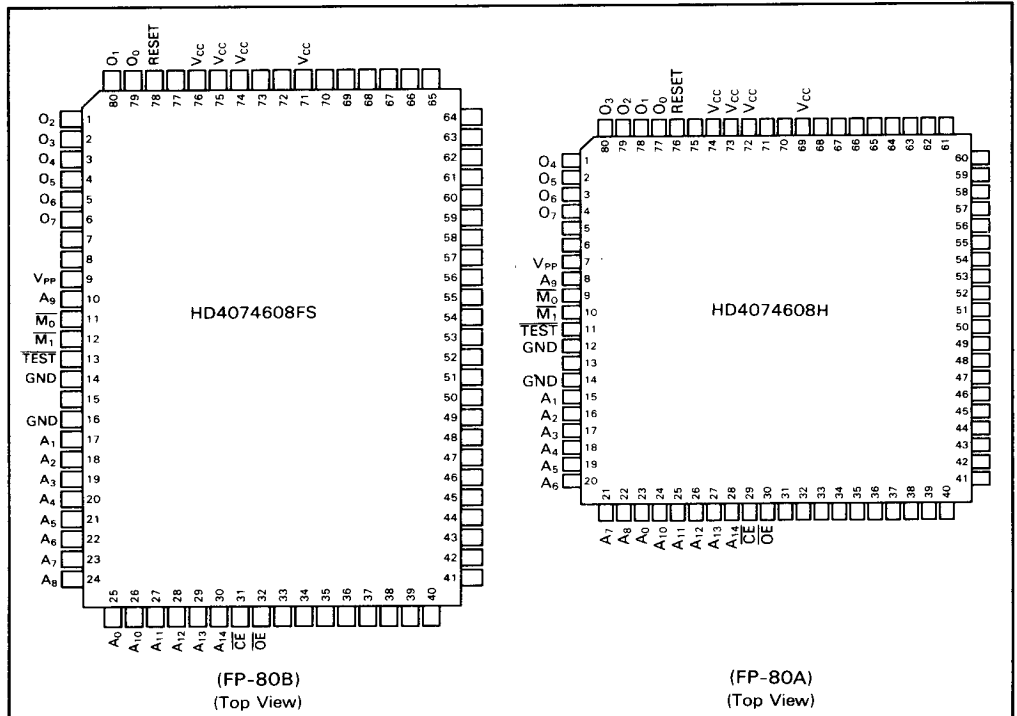 O₁ O₀ RESET VCC VCC VCC VCC
80 79 78 77 76 75 74 73 72 71 70 69 68 67 66 65
O₂ 1 64
O₃ 2 63
O₄ 3 62
O₅ 4 61
O₆ 5 60
O₇ 6 59
7 58
8 57
VPP 9 56
A₉ 10 55
M̅₀ 11 54
M̅₁ 12 53
T̅E̅S̅T̅ 13 52
GND 14 51
15 50
GND 16 49
A₁ 17 48
A₂ 18 47
A₃ 19 46
A₄ 20 45
A₅ 21 44
A₆ 22 43
A₇ 23 42
A₈ 24 41
HD4074608FS
25 26 27 28 29 30 31 32 33 34 35 36 37 38 39 40
A₀ A₁₀ A₁₁ A₁₂ A₁₃ A₁₄ C̅E̅ O̅E̅
(FP-80B)
(Top View)
O₃ O₂ O₁ O₀ RESET VCC VCC VCC VCC
80 79 78 77 76 75 74 73 72 71 70 69 68 67 66 65 64 63 62 61
O₄ 1 60
O₅ 2 59
O₆ 3 58
O₇ 4 57
5 56
6 55
VPP 7 54
A₉ 8 53
M̅₀ 9 52
M̅₁ 10 51
T̅E̅S̅T̅ 11 50
GND 12 49
13 48
GND 14 47
A₁ 15 46
A₂ 16 45
A₃ 17 44
A₄ 18 43
A₅ 19 42
A₆ 20 41
HD4074608H
21 22 23 24 25 26 27 28 29 30 31 32 33 34 35 36 37 38 39 40
A₇ A₈ A₀ A₁₀ A₁₁ A₁₂ A₁₃ A₁₄ C̅E̅ O̅E̅
(FP-80A)
(Top View)